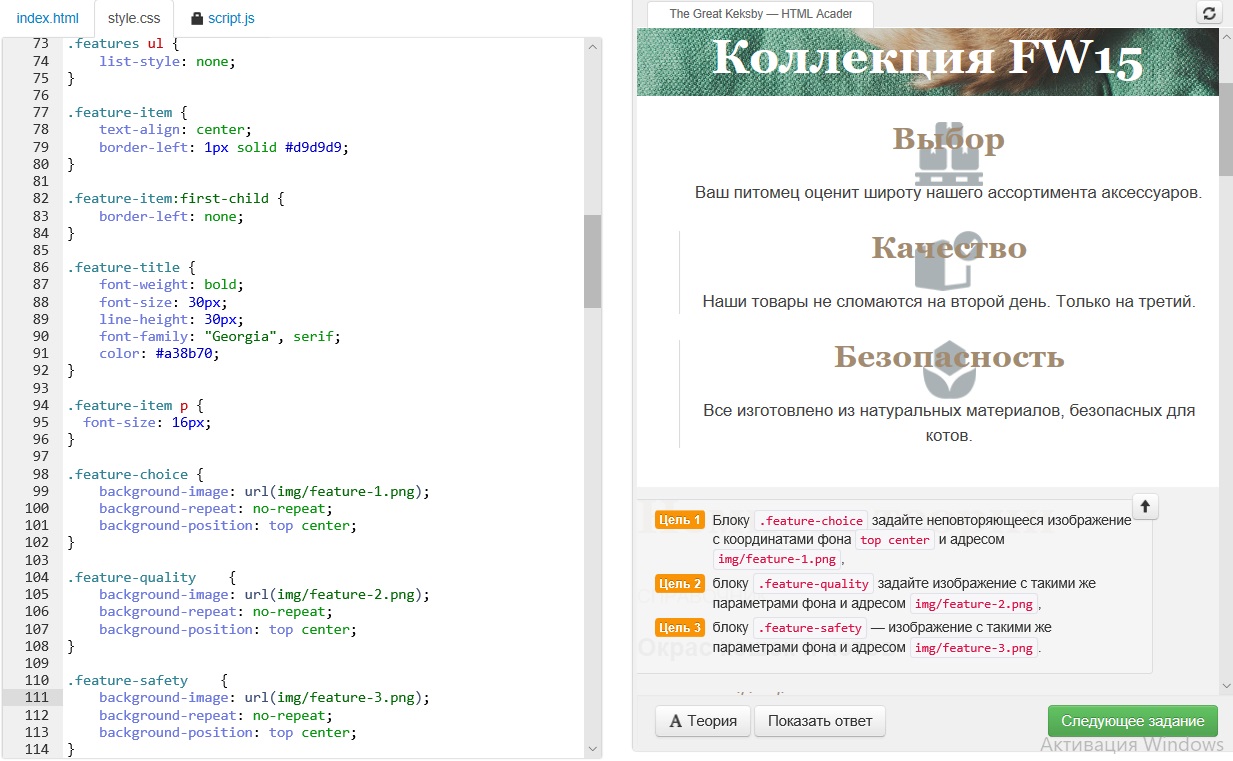 index.html style.css script.js
73 .features ul {
74 list-style: none;
75 }
76
77 .feature-item {
78 text-align: center;
79 border-left: 1px solid #d9d9d9;
80 }
81
82 .feature-item:first-child {
83 border-left: none;
84 }
85
86 .feature-title {
87 font-weight: bold;
88 font-size: 30px;
89 line-height: 30px;
90 font-family: "Georgia", serif;
91 color: #a38b70;
92 }
93
94 .feature-item p {
95 font-size: 16px;
96 }
97
98 .feature-choice {
99 background-image: url(img/feature-1.png);
100 background-repeat: no-repeat;
101 background-position: top center;
102 }
103
104 .feature-quality {
105 background-image: url(img/feature-2.png);
106 background-repeat: no-repeat;
107 background-position: top center;
108 }
109
110 .feature-safety {
111 background-image: url(img/feature-3.png);
112 background-repeat: no-repeat;
113 background-position: top center;
114 }
The Great Keksby — HTML Acader
Коллекция FW15
Выбор
Ваш питомец оценит широту нашего ассортимента аксессуаров.
Качество
Наши товары не сломаются на второй день. Только на третий.
Безопасность
Все изготовлено из натуральных материалов, безопасных для
котов.
Цель 1 Блоку .feature-choice задайте неповторяющееся изображение
с координатами фона top center и адресом
img/feature-1.png,
Цель 2 блоку .feature-quality задайте изображение с такими же
параметрами фона и адресом img/feature-2.png,
Цель 3 блоку .feature-safety — изображение с такими же
параметрами фона и адресом img/feature-3.png.
A Теория Показать ответ Следующее задание
Активация Windows